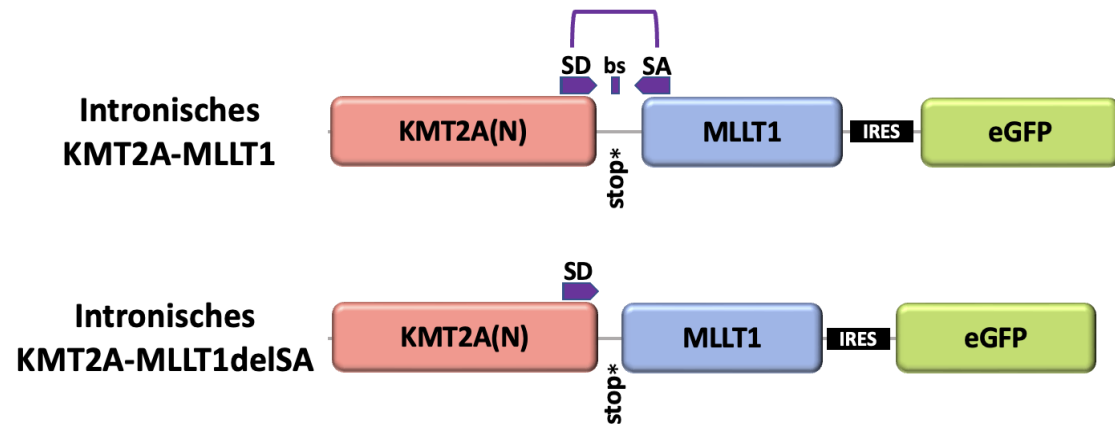 SD bs SA
Intronisches
KMT2A-MLLT1
KMT2A(N) MLLT1 IRES eGFP
stop*
SD
Intronisches
KMT2A-MLLT1delSA
KMT2A(N) MLLT1 IRES eGFP
stop*